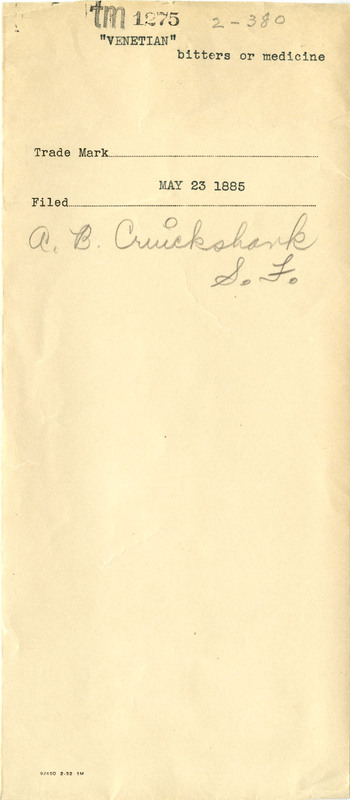 tm 1275 2-380
"VENETIAN"
bitters or medicine
Trade Mark
MAY 23 1885
Filed
A. B. Cruickshank
S. F.